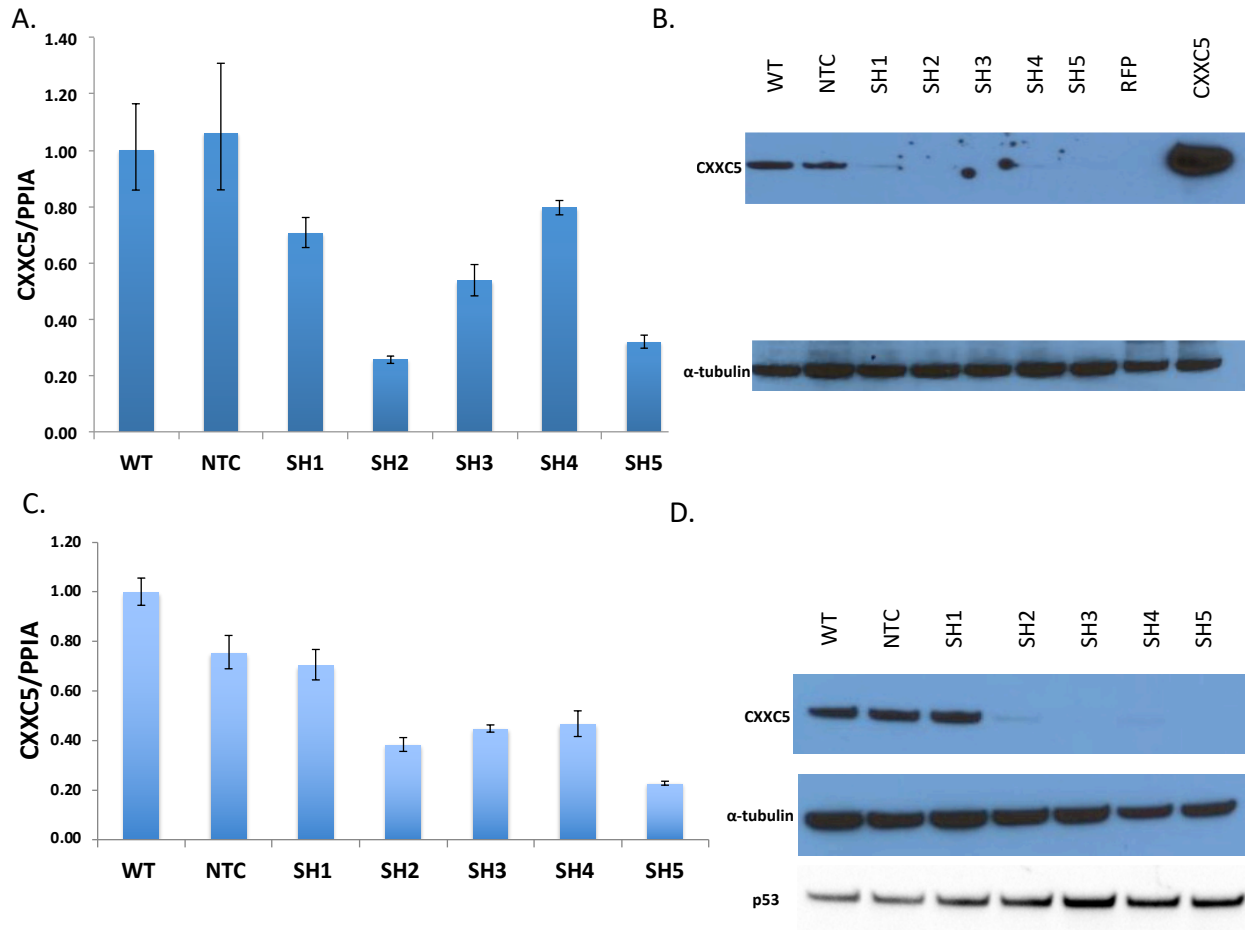 A.
1.40
1.20
1.00
0.80
0.60
0.40
0.20
0.00
CXXC5/PPIA
WT NTC SH1 SH2 SH3 SH4 SH5
B.
WT NTC SH1 SH2 SH3 SH4 SH5 RFP CXXC5
CXXC5
α-tubulin
C.
1.20
1.00
0.80
0.60
0.40
0.20
0.00
CXXC5/PPIA
WT NTC SH1 SH2 SH3 SH4 SH5
D.
WT NTC SH1 SH2 SH3 SH4 SH5
CXXC5
α-tubulin
p53